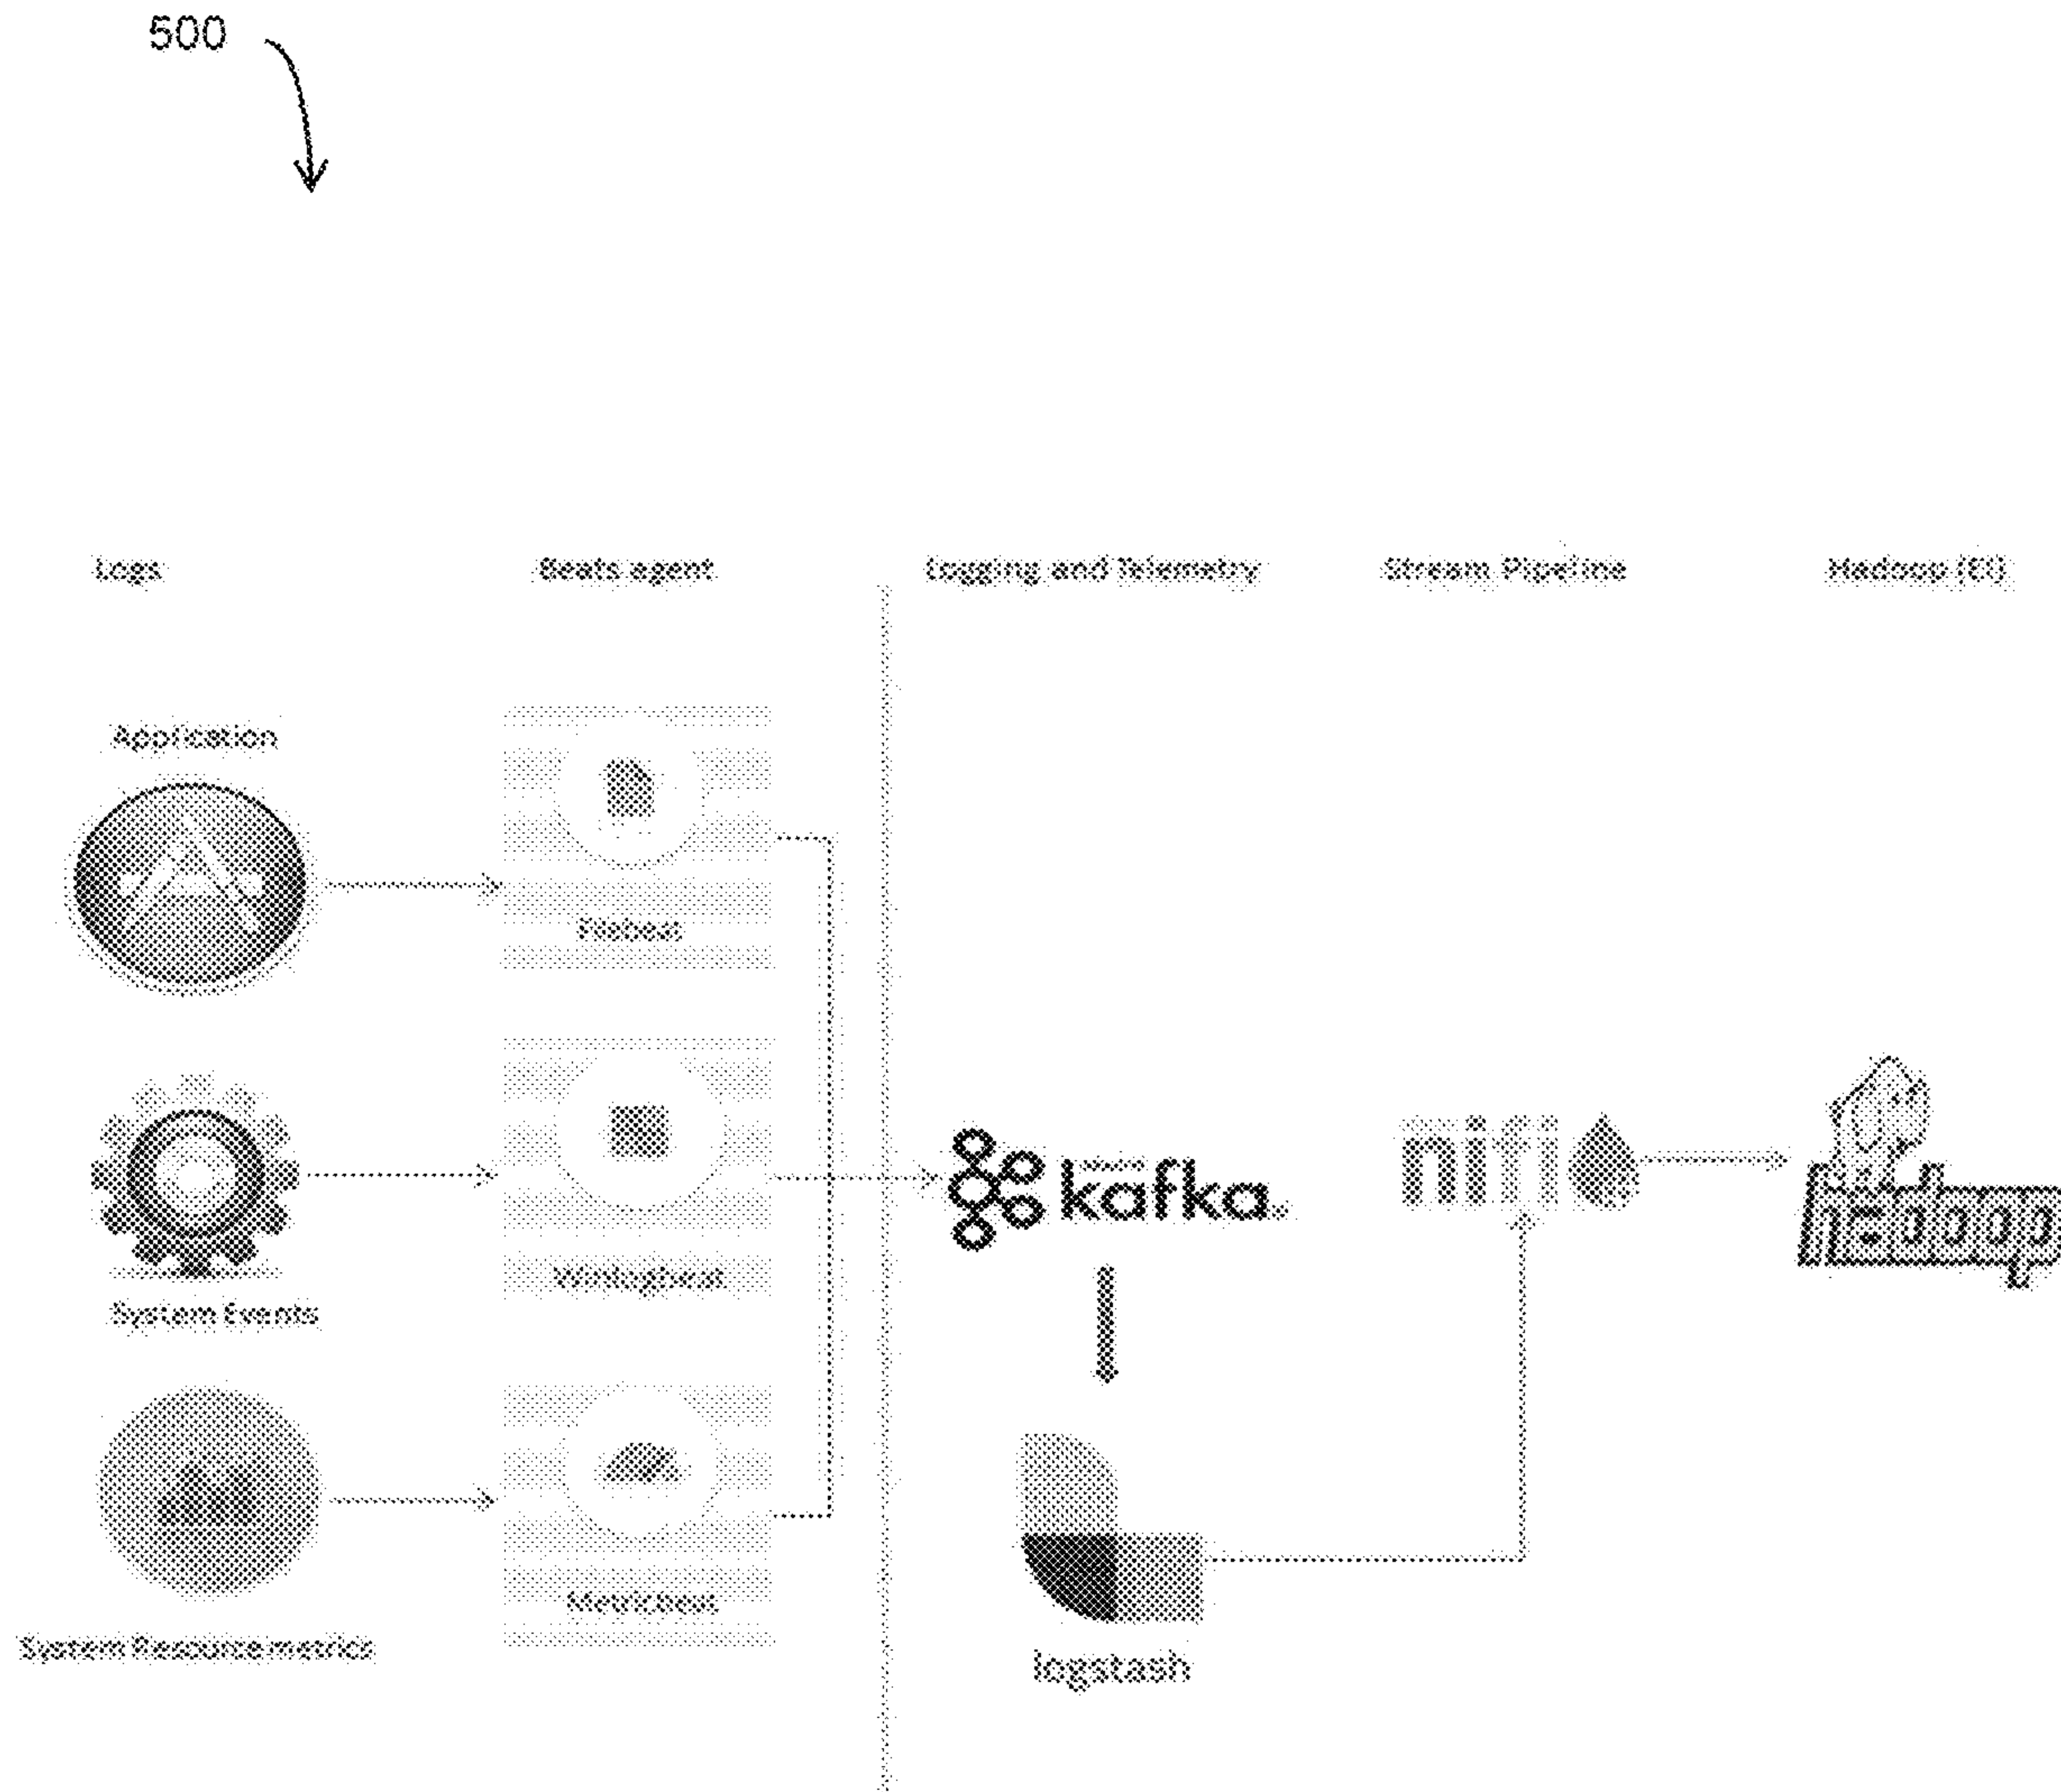 500
Logs
Beats agent
Logging and Telemetry
Stream Pipeline
Hadoop
Application
Filebeat
kafka
nifi
hadoop
Winlogbeat
System Events
logstash
Metricbeat
System Resource metrics